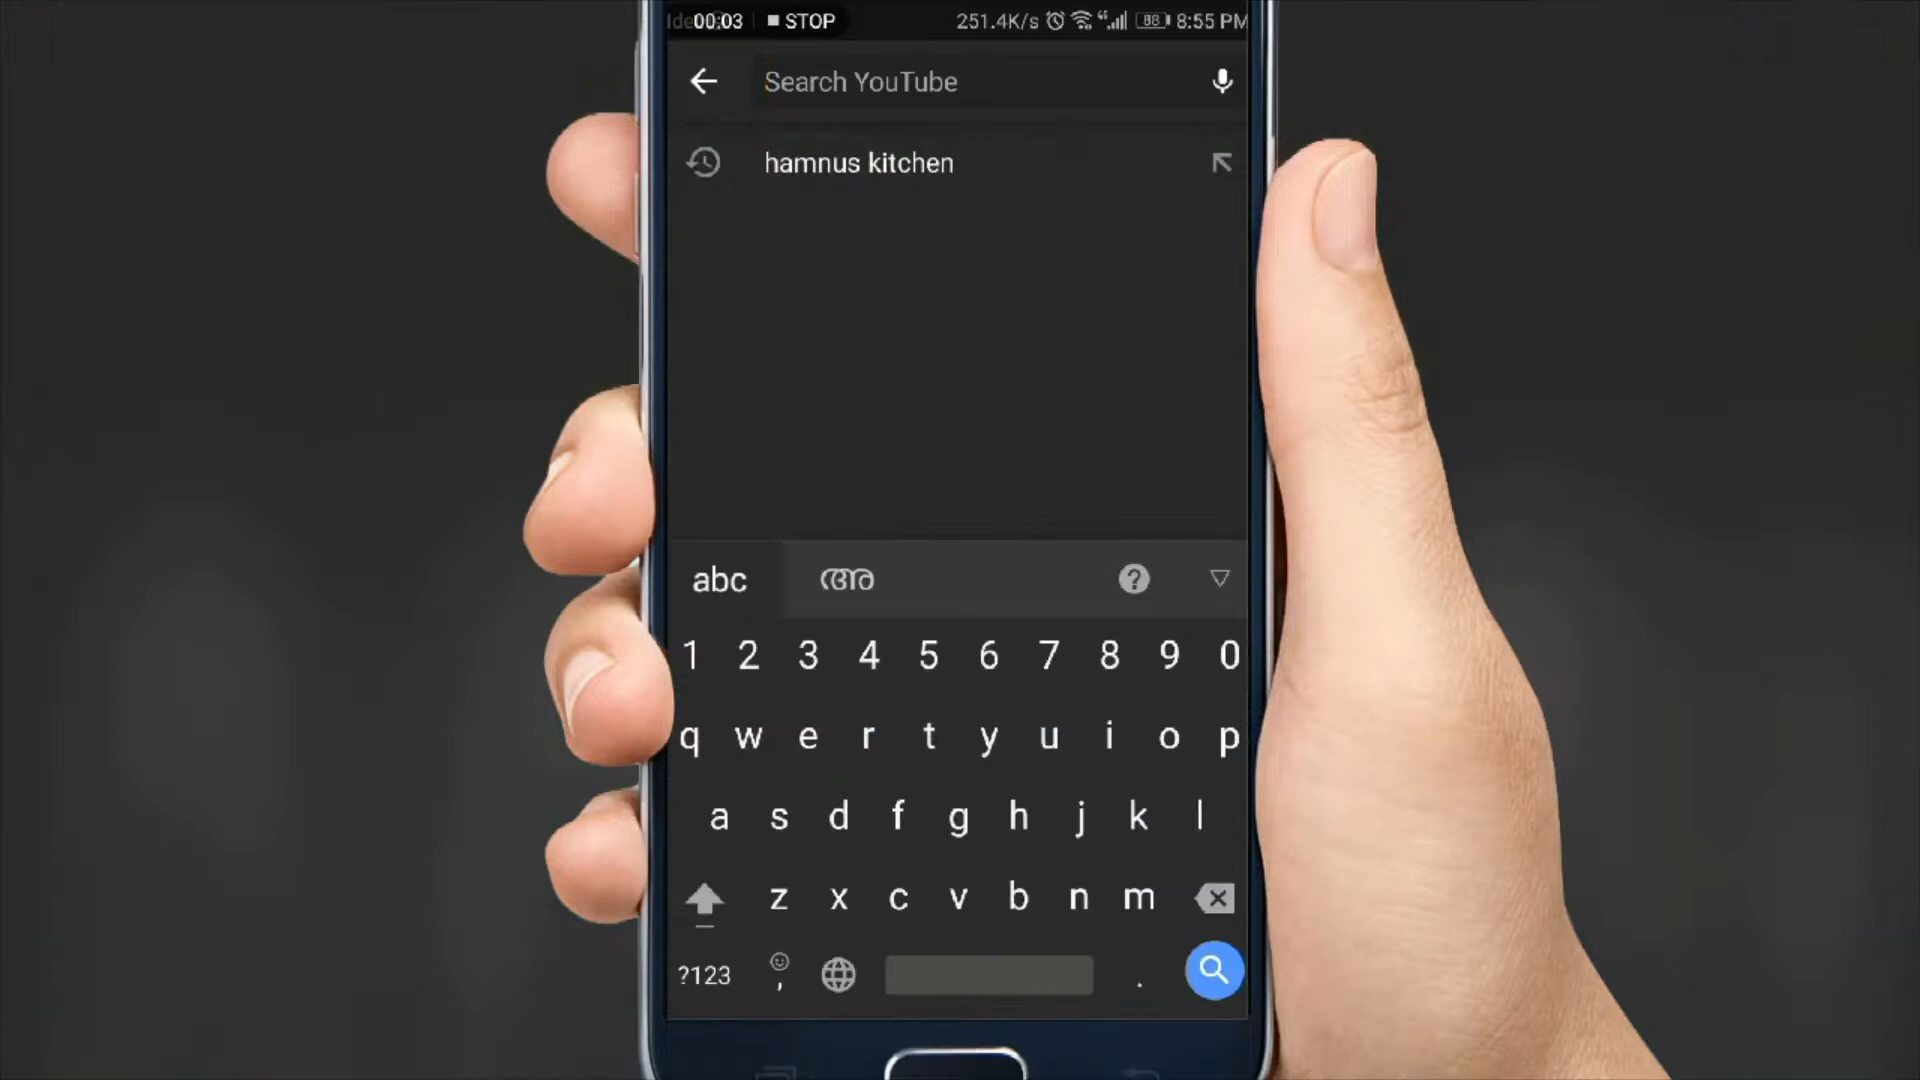 00:03 STOP 251.4K/s 88 8:55 PM
Search YouTube
hamnus kitchen
abc അ
1 2 3 4 5 6 7 8 9 0
q w e r t y u i o p
a s d f g h j k l
z x c v b n m
?123 , .